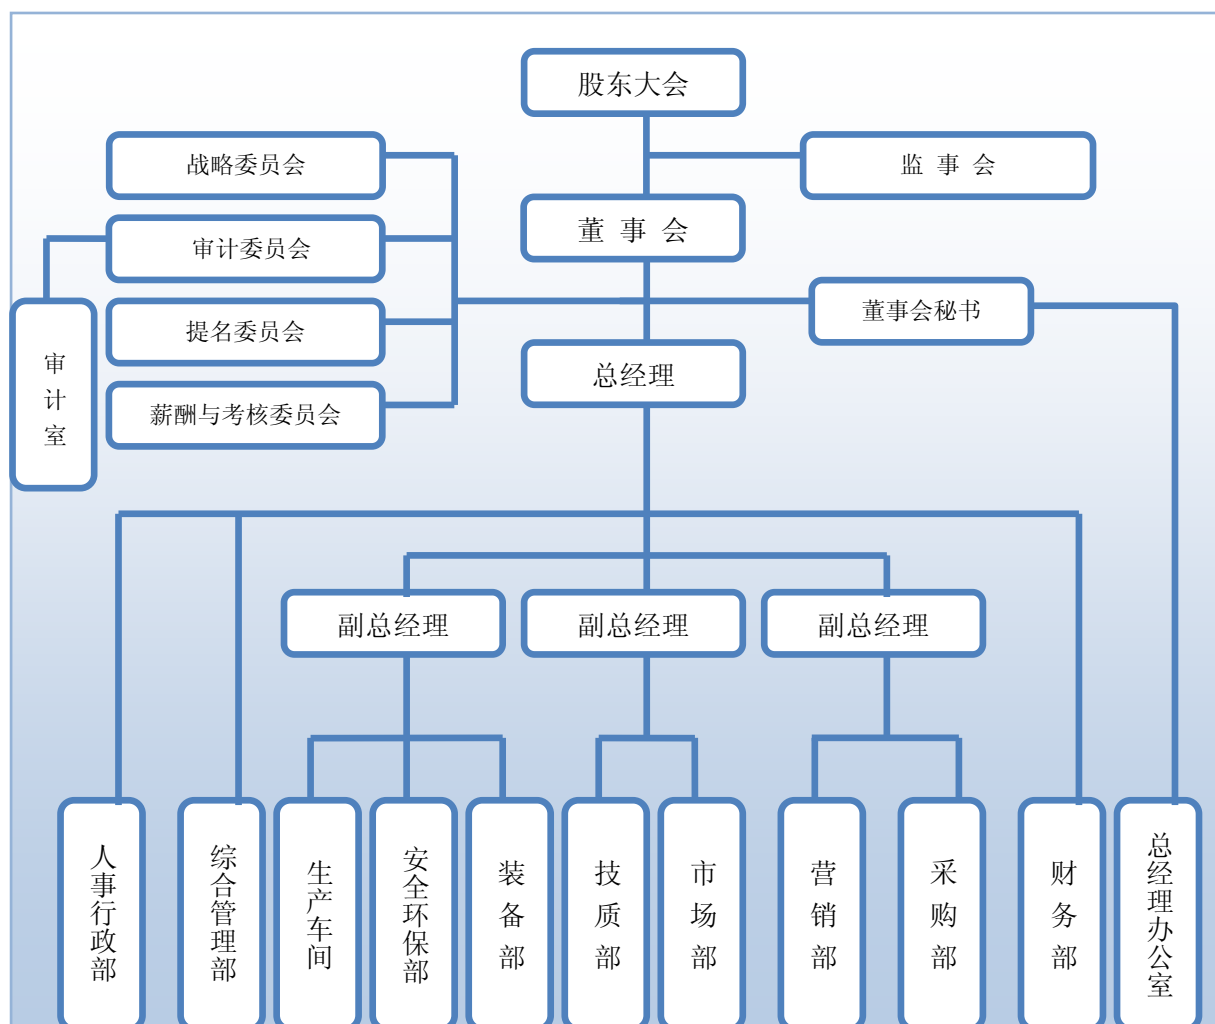 股东大会
战略委员会
监 事 会
董 事 会
审计委员会
董事会秘书
提名委员会
总经理
审计室
薪酬与考核委员会
副总经理
副总经理
副总经理
人事行政部
综合管理部
生产车间
安全环保部
装备部
技质部
市场部
营销部
采购部
财务部
总经理办公室